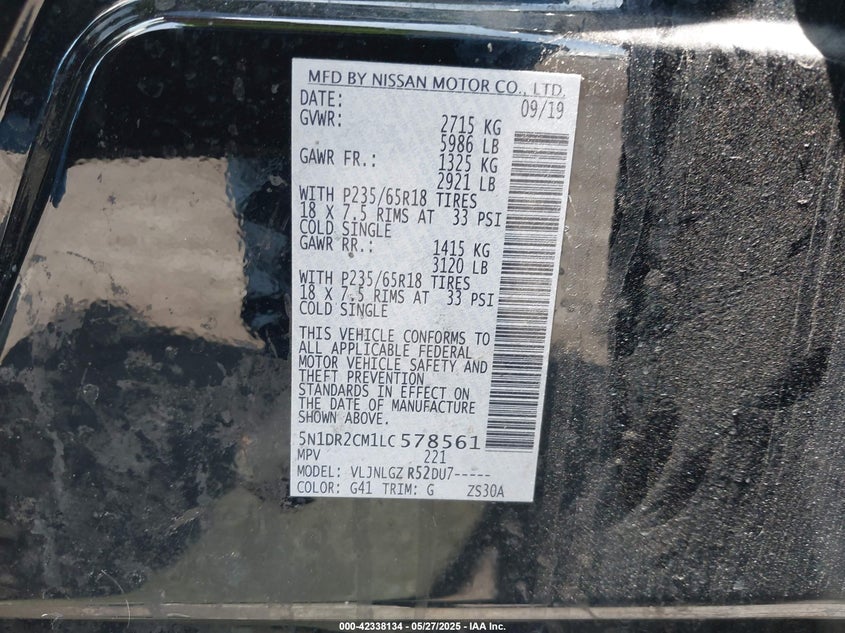 MFD BY NISSAN MOTOR CO., LTD.
DATE: 09/19
GVWR: 2715 KG
5986 LB
GAWR FR.: 1325 KG
2921 LB
WITH P235/65R18 TIRES
18 X 7.5 RIMS AT 33 PSI
COLD SINGLE
GAWR RR.: 1415 KG
3120 LB
WITH P235/65R18 TIRES
18 X 7.5 RIMS AT 33 PSI
COLD SINGLE
THIS VEHICLE CONFORMS TO
ALL APPLICABLE FEDERAL
MOTOR VEHICLE SAFETY AND
THEFT PREVENTION
STANDARDS IN EFFECT ON
THE DATE OF MANUFACTURE
SHOWN ABOVE.
5N1DR2CM1LC578561
MPV 221
MODEL: VLJNLGZ R52DU7-----
COLOR: G41 TRIM: G ZS30A
000-42338134 - 05/27/2025 - IAA Inc.